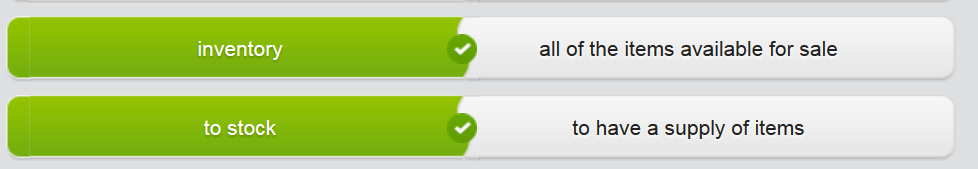 inventory all of the items available for sale
to stock to have a supply of items